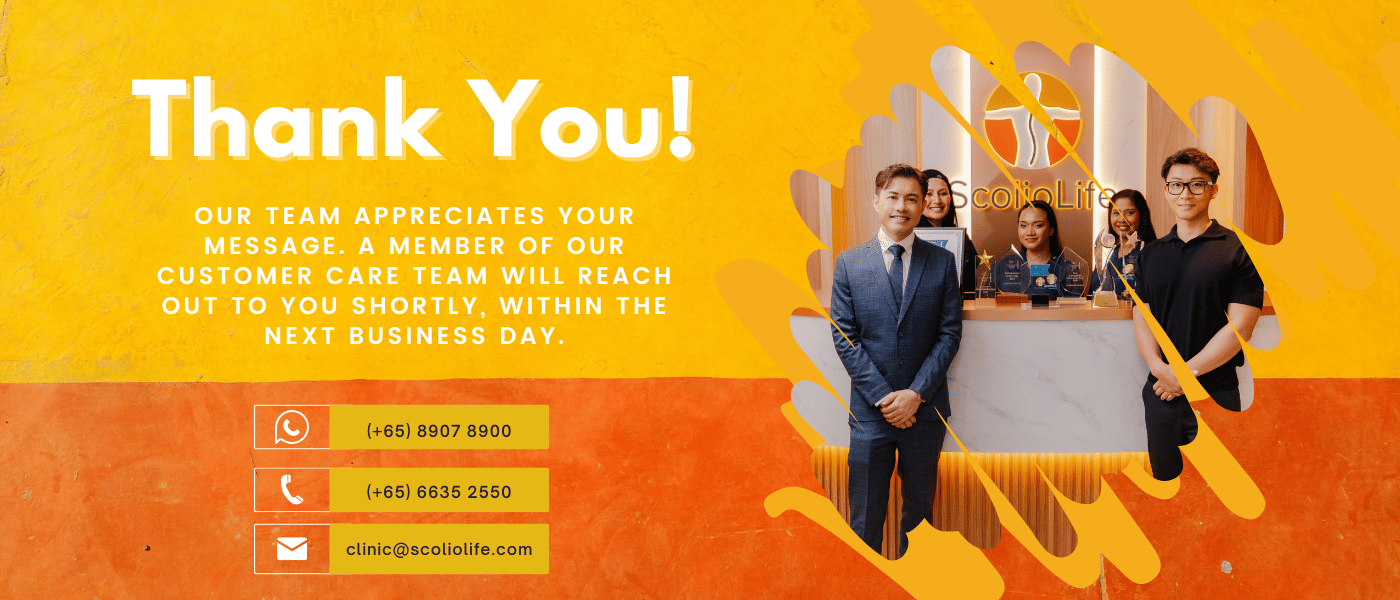 Thank You!
OUR TEAM APPRECIATES YOUR
MESSAGE. A MEMBER OF OUR
CUSTOMER CARE TEAM WILL REACH
OUT TO YOU SHORTLY, WITHIN THE
NEXT BUSINESS DAY.
(+65) 8907 8900
(+65) 6635 2550
clinic@scoliolife.com
ScolioLife